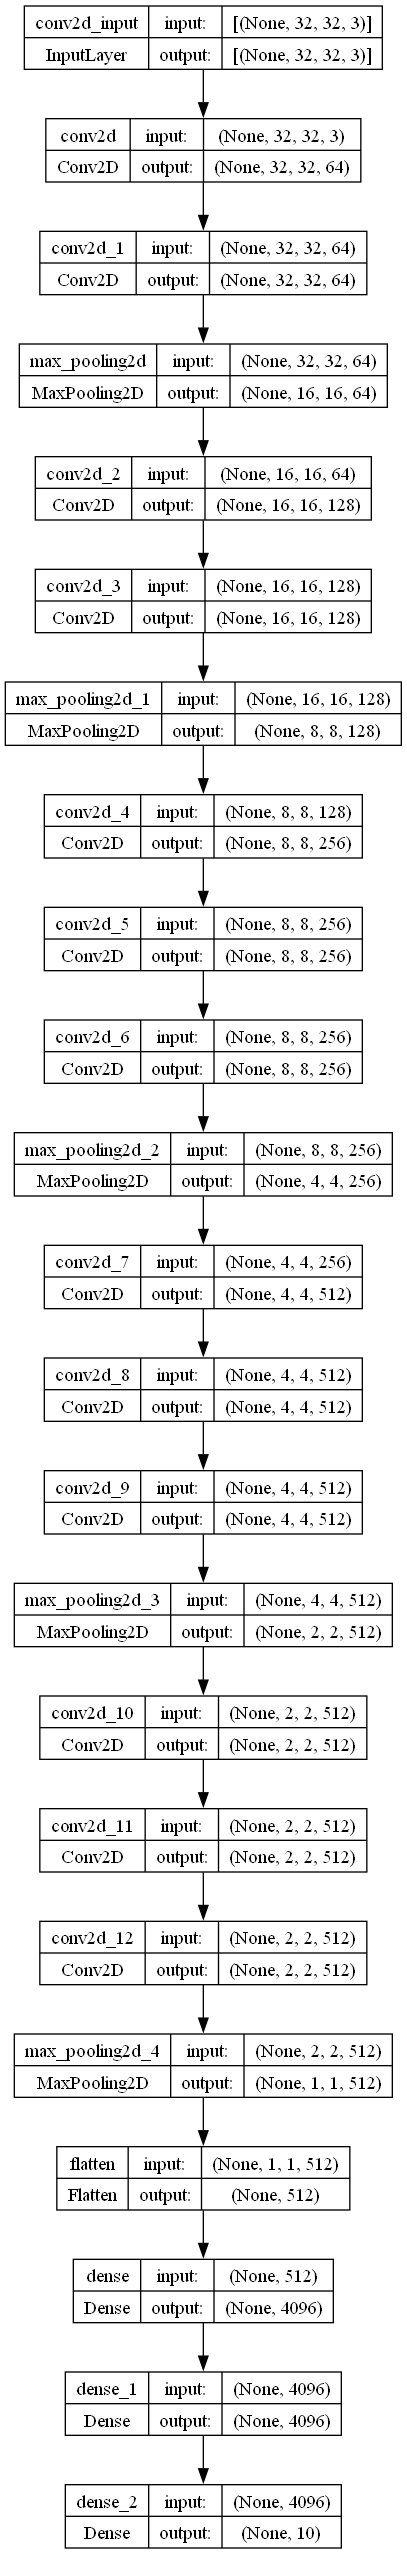 conv2d_input input: [(None, 32, 32, 3)]
InputLayer output: [(None, 32, 32, 3)]
conv2d input: (None, 32, 32, 3)
Conv2D output: (None, 32, 32, 64)
conv2d_1 input: (None, 32, 32, 64)
Conv2D output: (None, 32, 32, 64)
max_pooling2d input: (None, 32, 32, 64)
MaxPooling2D output: (None, 16, 16, 64)
conv2d_2 input: (None, 16, 16, 64)
Conv2D output: (None, 16, 16, 128)
conv2d_3 input: (None, 16, 16, 128)
Conv2D output: (None, 16, 16, 128)
max_pooling2d_1 input: (None, 16, 16, 128)
MaxPooling2D output: (None, 8, 8, 128)
conv2d_4 input: (None, 8, 8, 128)
Conv2D output: (None, 8, 8, 256)
conv2d_5 input: (None, 8, 8, 256)
Conv2D output: (None, 8, 8, 256)
conv2d_6 input: (None, 8, 8, 256)
Conv2D output: (None, 8, 8, 256)
max_pooling2d_2 input: (None, 8, 8, 256)
MaxPooling2D output: (None, 4, 4, 256)
conv2d_7 input: (None, 4, 4, 256)
Conv2D output: (None, 4, 4, 512)
conv2d_8 input: (None, 4, 4, 512)
Conv2D output: (None, 4, 4, 512)
conv2d_9 input: (None, 4, 4, 512)
Conv2D output: (None, 4, 4, 512)
max_pooling2d_3 input: (None, 4, 4, 512)
MaxPooling2D output: (None, 2, 2, 512)
conv2d_10 input: (None, 2, 2, 512)
Conv2D output: (None, 2, 2, 512)
conv2d_11 input: (None, 2, 2, 512)
Conv2D output: (None, 2, 2, 512)
conv2d_12 input: (None, 2, 2, 512)
Conv2D output: (None, 2, 2, 512)
max_pooling2d_4 input: (None, 2, 2, 512)
MaxPooling2D output: (None, 1, 1, 512)
flatten input: (None, 1, 1, 512)
Flatten output: (None, 512)
dense input: (None, 512)
Dense output: (None, 4096)
dense_1 input: (None, 4096)
Dense output: (None, 4096)
dense_2 input: (None, 4096)
Dense output: (None, 10)